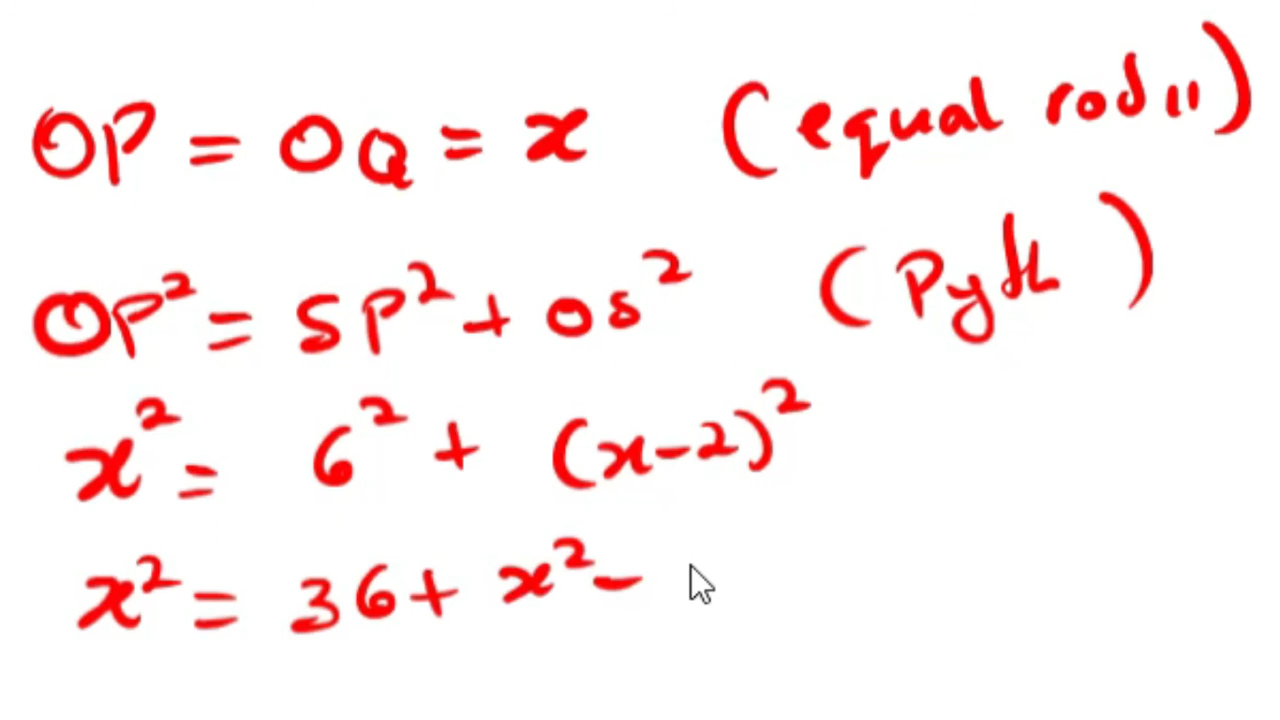 OP = OQ = x (equal radii)
OP² = SP² + OS² (Pyth)
x² = 6² + (x-2)²
x² = 36 + x² -